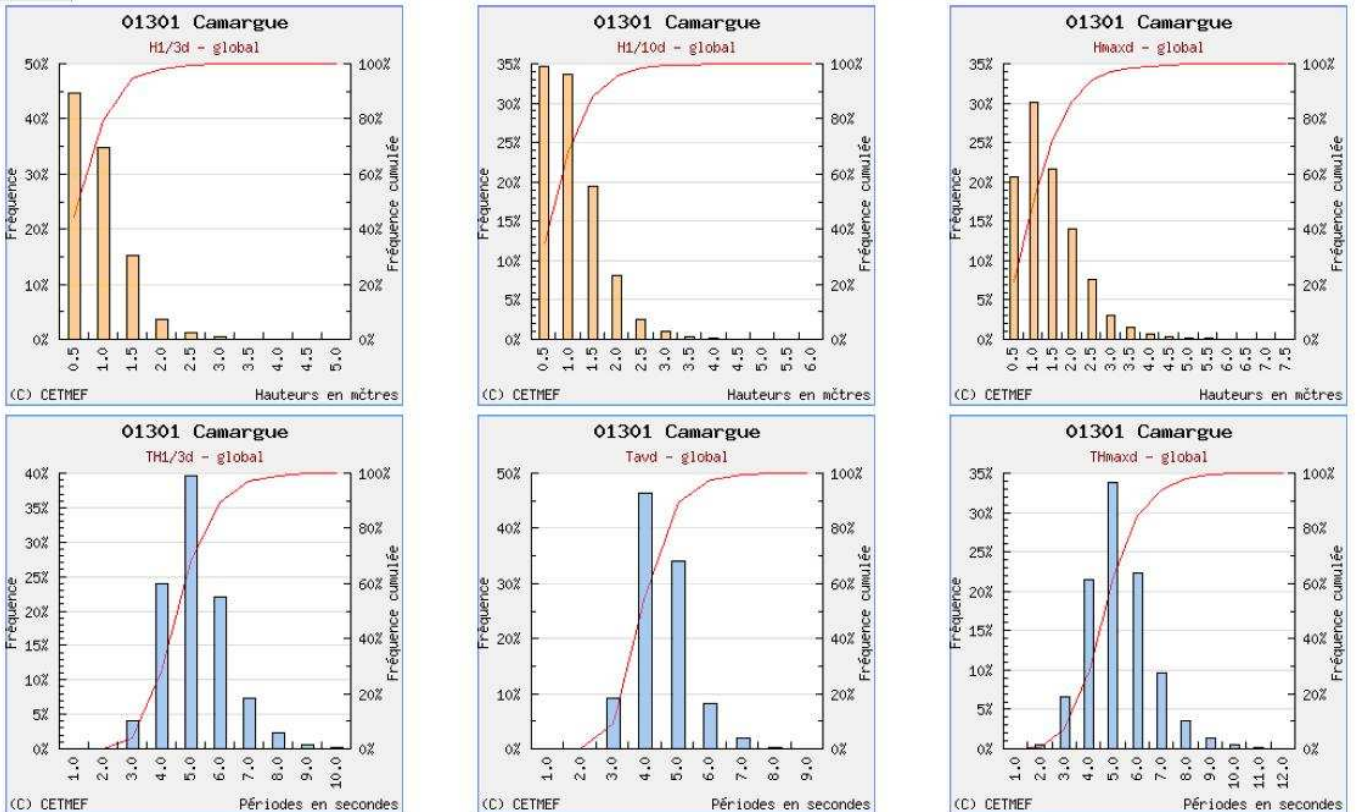 01301 Camargue
H1/3d - global
50%
40%
30%
20%
10%
0%
100%
80%
60%
40%
20%
0%
Fréquence
Fréquence cumulée
0.5 1.0 1.5 2.0 2.5 3.0 3.5 4.0 4.5 5.0
(C) CETMEF Hauteurs en mčtres
01301 Camargue
H1/10d - global
35%
30%
25%
20%
15%
10%
5%
0%
100%
80%
60%
40%
20%
0%
Fréquence
Fréquence cumulée
0.5 1.0 1.5 2.0 2.5 3.0 3.5 4.0 4.5 5.0 5.5 6.0
(C) CETMEF Hauteurs en mčtres
01301 Camargue
Hmaxd - global
35%
30%
25%
20%
15%
10%
5%
0%
100%
80%
60%
40%
20%
0%
Fréquence
Fréquence cumulée
0.5 1.0 1.5 2.0 2.5 3.0 3.5 4.0 4.5 5.0 5.5 6.0 6.5 7.0 7.5
(C) CETMEF Hauteurs en mčtres
01301 Camargue
TH1/3d - global
40%
35%
30%
25%
20%
15%
10%
5%
0%
100%
80%
60%
40%
20%
0%
Fréquence
Fréquence cumulée
1.0 2.0 3.0 4.0 5.0 6.0 7.0 8.0 9.0 10.0
(C) CETMEF Périodes en secondes
01301 Camargue
Tavd - global
50%
40%
30%
20%
10%
0%
100%
80%
60%
40%
20%
0%
Fréquence
Fréquence cumulée
1.0 2.0 3.0 4.0 5.0 6.0 7.0 8.0 9.0
(C) CETMEF Périodes en secondes
01301 Camargue
THmaxd - global
35%
30%
25%
20%
15%
10%
5%
0%
100%
80%
60%
40%
20%
0%
Fréquence
Fréquence cumulée
1.0 2.0 3.0 4.0 5.0 6.0 7.0 8.0 9.0 10.0 11.0 12.0
(C) CETMEF Périodes en secondes